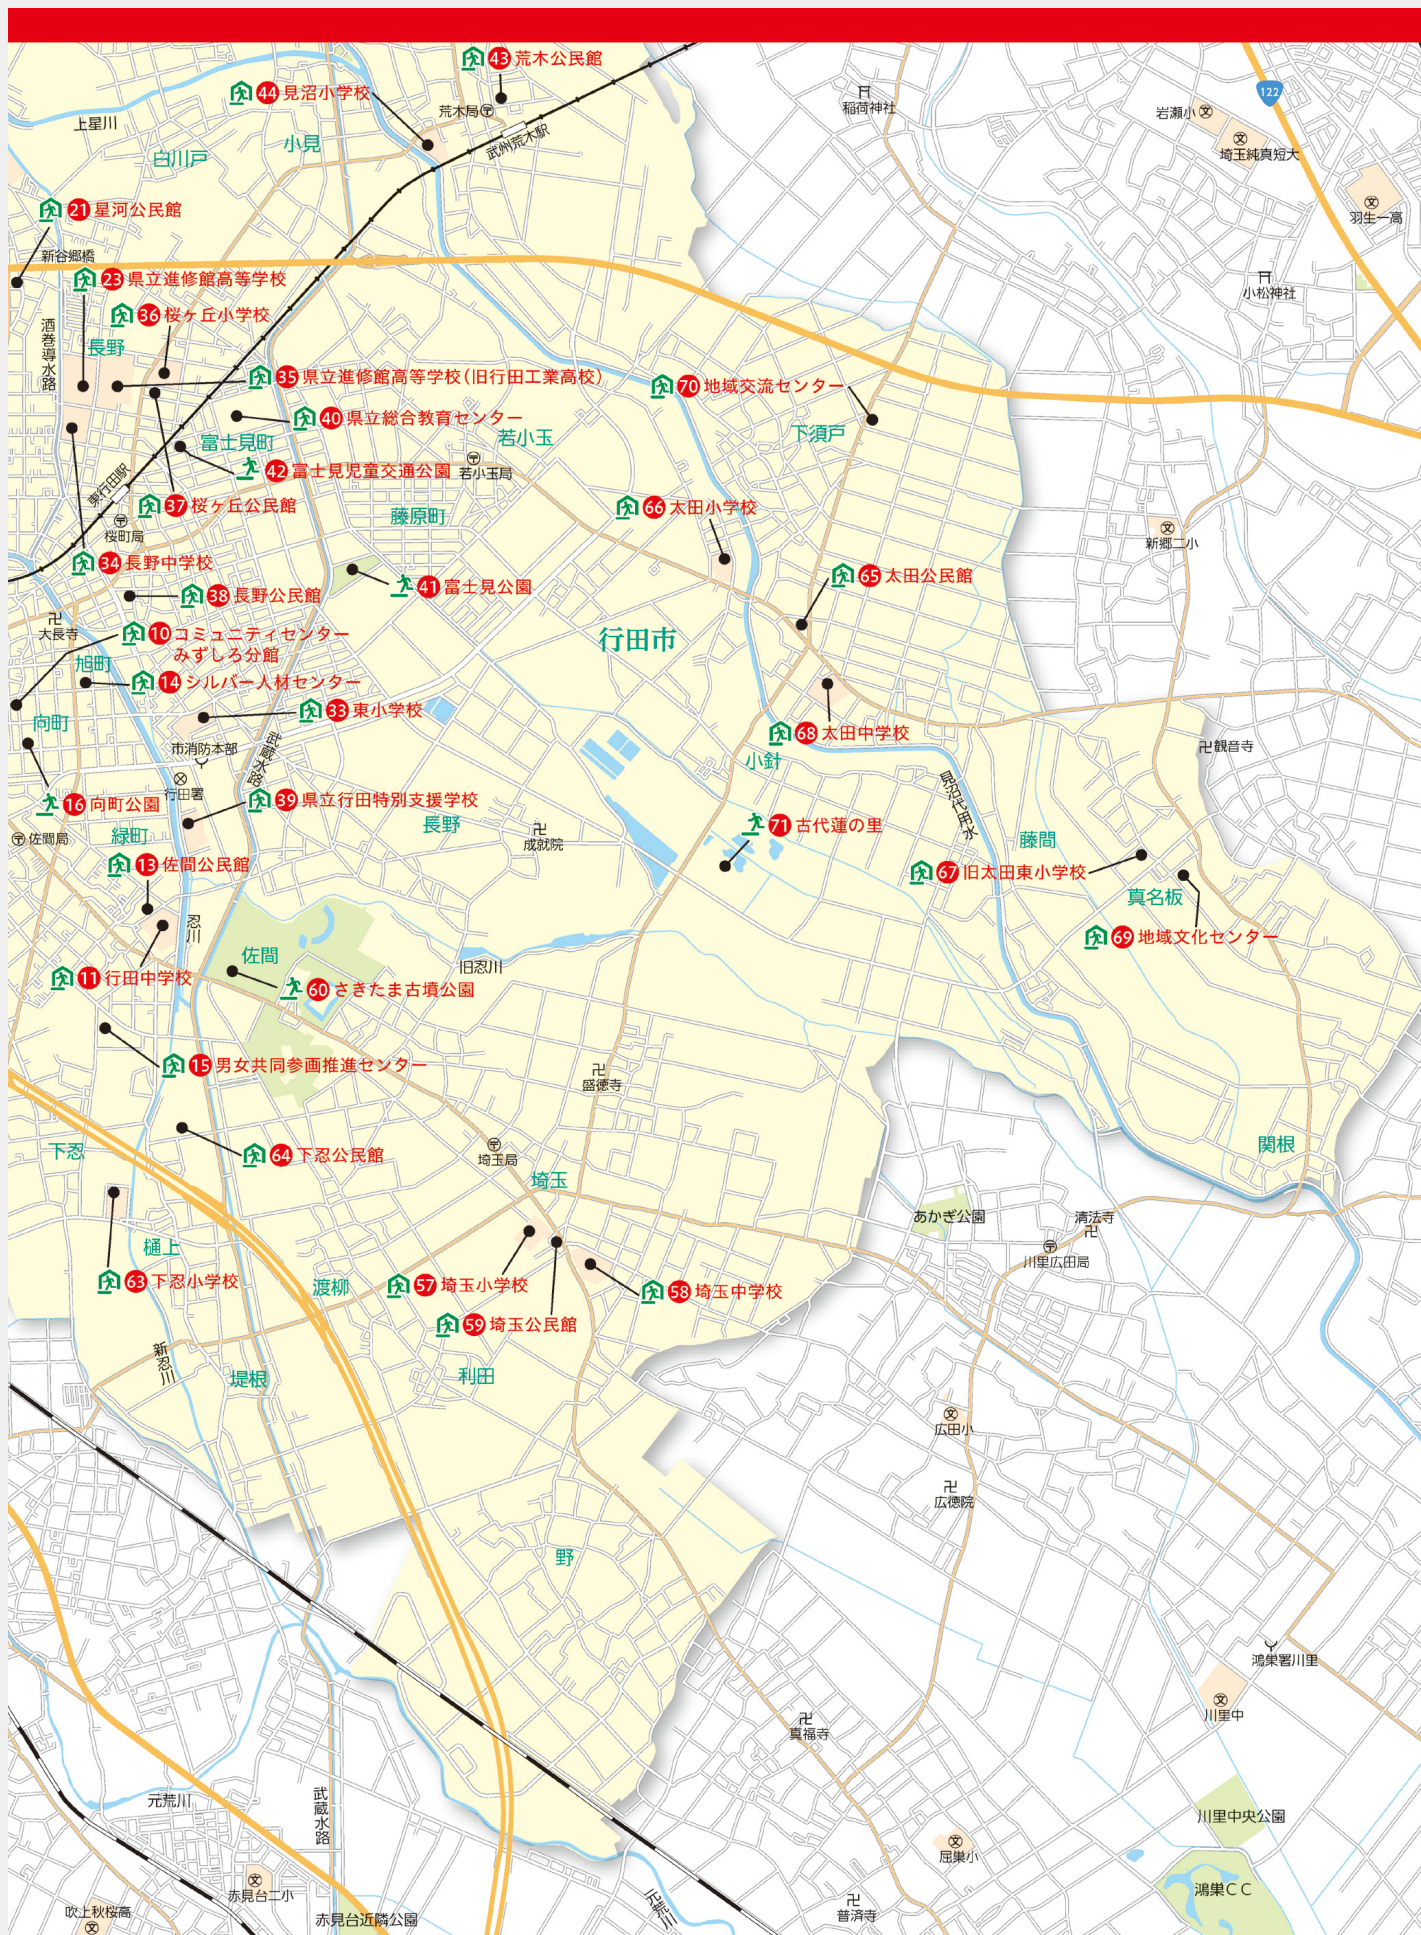 43 荒木公民館
44 見沼小学校
荒木局
武州荒木駅
稲荷神社
122
岩瀬小
埼玉純真短大
羽生一高
小松神社
上星川
白川戸
小見
21 星河公民館
新谷郷橋
23 県立進修館高等学校
36 桜ヶ丘小学校
酒巻導水路
長野
35 県立進修館高等学校(旧行田工業高校)
40 県立総合教育センター
富士見町
若小玉
42 富士見児童交通公園
若小玉局
70 地域交流センター
下須戸
東行田駅
37 桜ヶ丘公民館
桜町局
藤原町
66 太田小学校
新郷二小
34 長野中学校
38 長野公民館
41 富士見公園
65 太田公民館
大長寺
10 コミュニティセンター
みずしろ分館
行田市
旭町
14 シルバー人材センター
33 東小学校
向町
市消防本部
武蔵水路
68 太田中学校
小針
観音寺
行田署
16 向町公園
39 県立行田特別支援学校
長野
見沼代用水
佐間局
緑町
成就院
71 古代蓮の里
藤間
13 佐間公民館
67 旧太田東小学校
真名板
忍川
69 地域文化センター
佐間
旧忍川
11 行田中学校
60 さきたま古墳公園
15 男女共同参画推進センター
盛徳寺
下忍
64 下忍公民館
埼玉局
埼玉
関根
あかぎ公園
清法寺
川里広田局
樋上
63 下忍小学校
渡柳
57 埼玉小学校
58 埼玉中学校
59 埼玉公民館
新忍川
堤根
利田
広田小
広徳院
野
鴻巣署川里
川里中
真福寺
元荒川
武蔵水路
川里中央公園
屈巣小
赤見台二小
鴻巣CC
吹上秋桜高
赤見台近隣公園
元荒川
普済寺